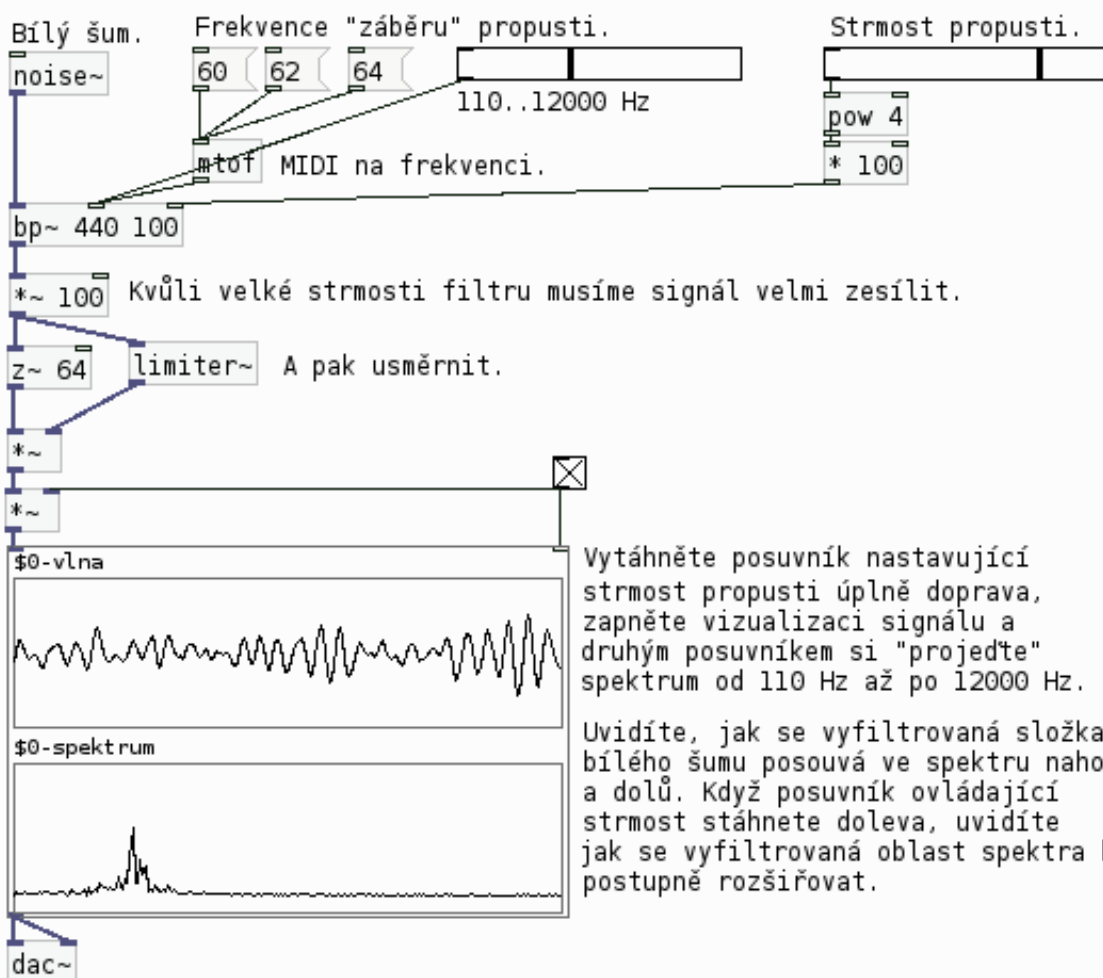 Bílý šum.
Frekvence "záběru" propusti.
Strmost propusti.
noise~
60
62
64
110..12000 Hz
pow 4
mtof
MIDI na frekvenci.
* 100
bp~ 440 100
*~ 100
Kvůli velké strmosti filtru musíme signál velmi zesílit.
z~ 64
limiter~
A pak usměrnit.
*~
*~
$0-vlna
Vytáhněte posuvník nastavující
strmost propusti úplně doprava,
zapněte vizualizaci signálu a
druhým posuvníkem si "projeďte"
spektrum od 110 Hz až po 12000 Hz.
$0-spektrum
Uvidíte, jak se vyfiltrovaná složka
bílého šumu posouvá ve spektru naho
a dolů. Když posuvník ovládající
strmost stáhnete doleva, uvidíte
jak se vyfiltrovaná oblast spektra
postupně rozšiřovat.
dac~